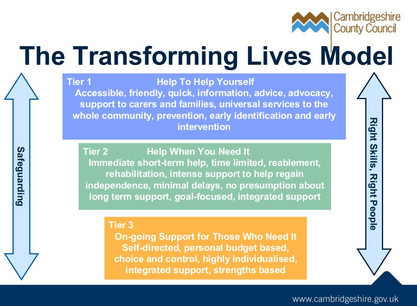 Cambridgeshire
County Council
The Transforming Lives Model
Tier 1 Help To Help Yourself
Accessible, friendly, quick, information, advice, advocacy,
support to carers and families, universal services to the
whole community, prevention, early identification and early
intervention
Tier 2 Help When You Need It
Immediate short-term help, time limited, reablement,
rehabilitation, intense support to help regain
independence, minimal delays, no presumption about
long term support, goal-focused, integrated support
Tier 3
On-going Support for Those Who Need It
Self-directed, personal budget based,
choice and control, highly individualised,
integrated support, strengths based
Safeguarding
Right Skills, Right People
www.cambridgeshire.gov.uk